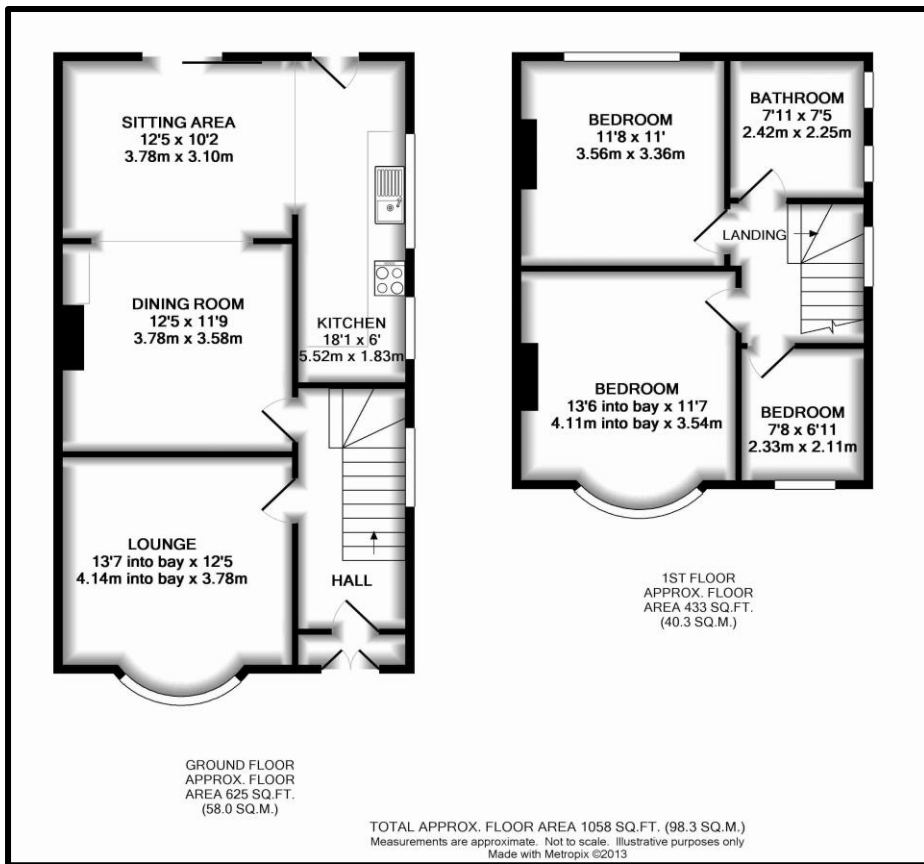 SITTING AREA
12'5 x 10'2
3.78m x 3.10m
DINING ROOM
12'5 x 11'9
3.78m x 3.58m
KITCHEN
18'1 x 6'
5.52m x 1.83m
LOUNGE
13'7 into bay x 12'5
4.14m into bay x 3.78m
HALL
GROUND FLOOR
APPROX. FLOOR
AREA 625 SQ.FT.
(58.0 SQ.M.)
BEDROOM
11'8 x 11'
3.56m x 3.36m
BATHROOM
7'11 x 7'5
2.42m x 2.25m
LANDING
BEDROOM
13'6 into bay x 11'7
4.11m into bay x 3.54m
BEDROOM
7'8 x 6'11
2.33m x 2.11m
1ST FLOOR
APPROX. FLOOR
AREA 433 SQ.FT.
(40.3 SQ.M.)
TOTAL APPROX. FLOOR AREA 1058 SQ.FT. (98.3 SQ.M.)
Measurements are approximate. Not to scale. Illustrative purposes only
Made with Metropix ©2013